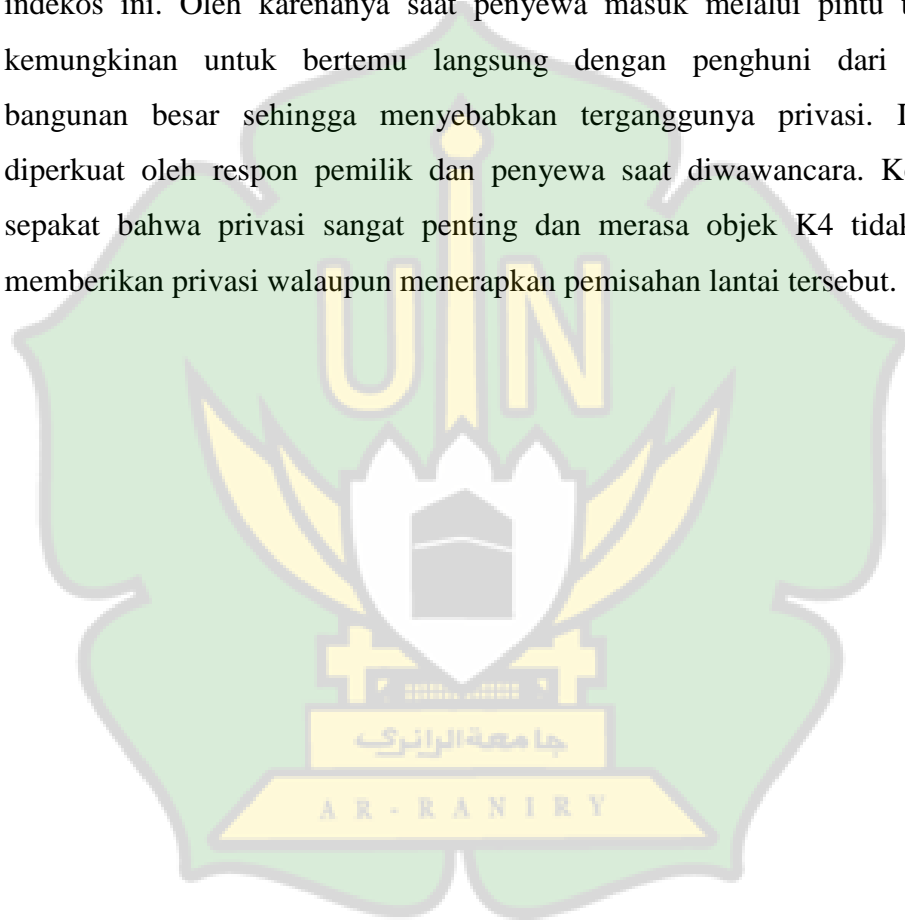 indekos ini. Oleh karenanya saat penyewa masuk melalui pintu
kemungkinan untuk bertemu langsung dengan penghuni dari
bangunan besar sehingga menyebabkan terganggunya privasi.
diperkuat oleh respon pemilik dan penyewa saat diwawancara.
sepakat bahwa privasi sangat penting dan merasa objek K4 tidak
memberikan privasi walaupun menerapkan pemisahan lantai tersebut.
UIN
جامعة الرانري
AR-RANIRY